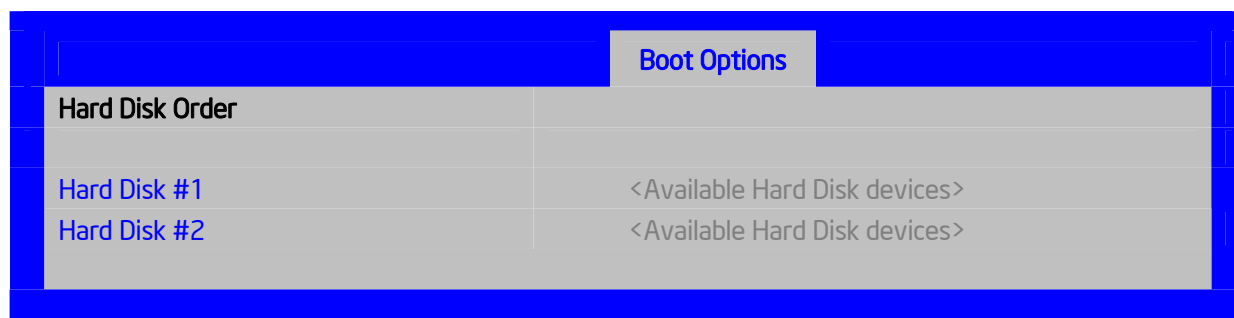 Boot Options
Hard Disk Order
Hard Disk #1 <Available Hard Disk devices>
Hard Disk #2 <Available Hard Disk devices>